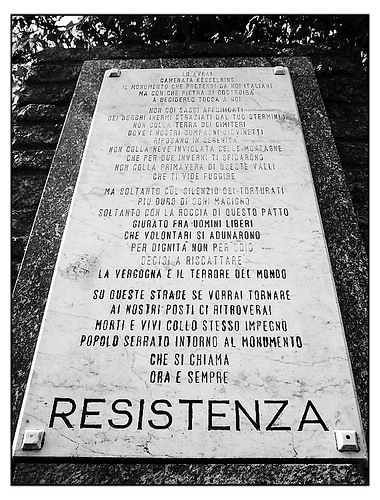 LO AVRAI
CAMERATA KESSELRING
IL MONUMENTO CHE PRETENDI DA NOI ITALIANI
MA CON CHE PIETRA SI COSTRUIRÀ
A DECIDERLO TOCCA A NOI
NON COI SASSI AFFUMICATI
DEI BORGHI INERMI STRAZIATI DAL TUO STERMINIO
NON COLLA TERRA DEI CIMITERI
DOVE I NOSTRI COMPAGNI GIOVINETTI
RIPOSANO IN SERENITÀ
NON COLLA NEVE INVIOLATA DELLE MONTAGNE
CHE PER DUE INVERNI TI SFIDARONO
NON COLLA PRIMAVERA DI QUESTE VALLI
CHE TI VIDE FUGGIRE
MA SOLTANTO COL SILENZIO DEI TORTURATI
PIÙ DURO DI OGNI MACIGNO
SOLTANTO CON LA ROCCIA DI QUESTO PATTO
GIURATO FRA UOMINI LIBERI
CHE VOLONTARI SI ADUNARONO
PER DIGNITÀ NON PER ODIO
DECISI A RISCATTARE
LA VERGOGNA E IL TERRORE DEL MONDO
SU QUESTE STRADE SE VORRAI TORNARE
AI NOSTRI POSTI CI RITROVERAI
MORTI E VIVI COLLO STESSO IMPEGNO
POPOLO SERRATO INTORNO AL MONUMENTO
CHE SI CHIAMA
ORA E SEMPRE
RESISTENZA